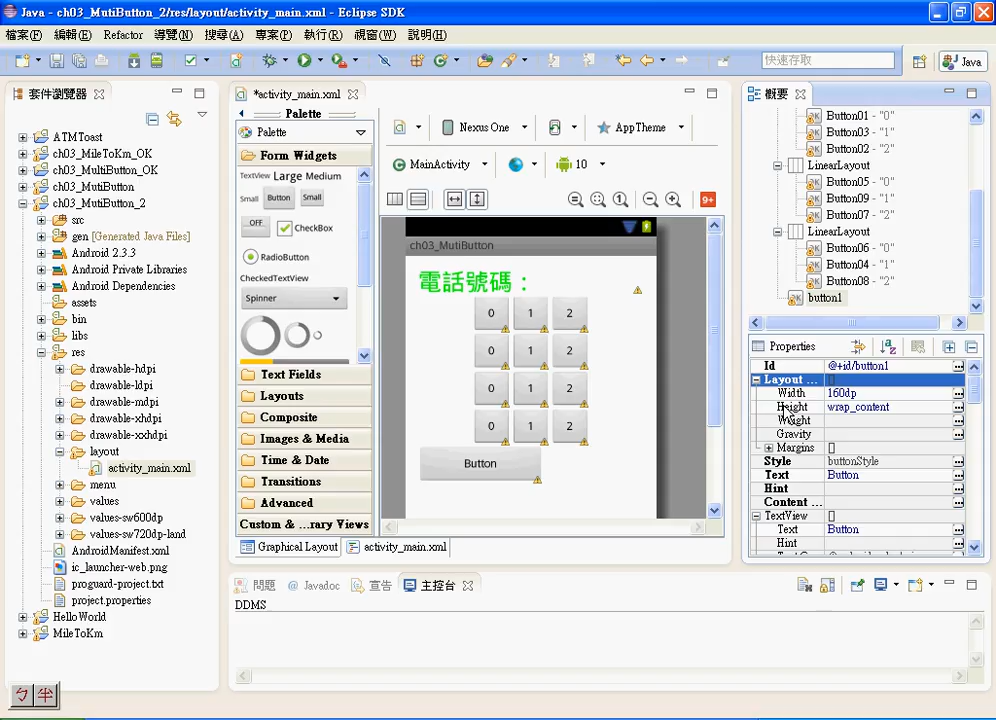 Java - ch03_MutiButton_2/res/layout/activity_main.xml - Eclipse SDK
檔案(F) 編輯(E) Refactor 導覽(N) 搜尋(A) 專案(P) 執行(R) 視窗(W) 說明(H)
快速存取
Java
套件瀏覽器
ATMToast
ch03_MileToKm_OK
ch03_MultiButton_OK
ch03_MutiButton
ch03_MutiButton_2
src
gen [Generated Java Files]
Android 2.3.3
Android Private Libraries
Android Dependencies
assets
bin
libs
res
drawable-hdpi
drawable-ldpi
drawable-mdpi
drawable-xhdpi
drawable-xxhdpi
layout
activity_main.xml
menu
values
values-sw600dp
values-sw720dp-land
AndroidManifest.xml
ic_launcher-web.png
proguard-project.txt
project.properties
HelloWorld
MileToKm
*activity_main.xml
Palette
Palette
Form Widgets
TextView Large Medium
Small Button Small
OFF CheckBox
RadioButton
CheckedTextView
Spinner
Text Fields
Layouts
Composite
Images & Media
Time & Date
Transitions
Advanced
Custom & ...rary Views
Nexus One AppTheme
MainActivity 10
9+
ch03_MutiButton
電話號碼：
0 1 2
0 1 2
0 1 2
0 1 2
Button
Graphical Layout activity_main.xml
概要
Button01 - "0"
Button03 - "1"
Button02 - "2"
LinearLayout
Button05 - "0"
Button09 - "1"
Button07 - "2"
LinearLayout
Button06 - "0"
Button04 - "1"
Button08 - "2"
button1
Properties
Id @+id/button1
Layout ... []
Width 160dp
Height wrap_content
Weight
Gravity
Margins []
Style buttonStyle
Text Button
Hint
Content ...
TextView []
Text Button
Hint
問題 @ Javadoc 宣告 主控台
DDMS
ㄅ 半